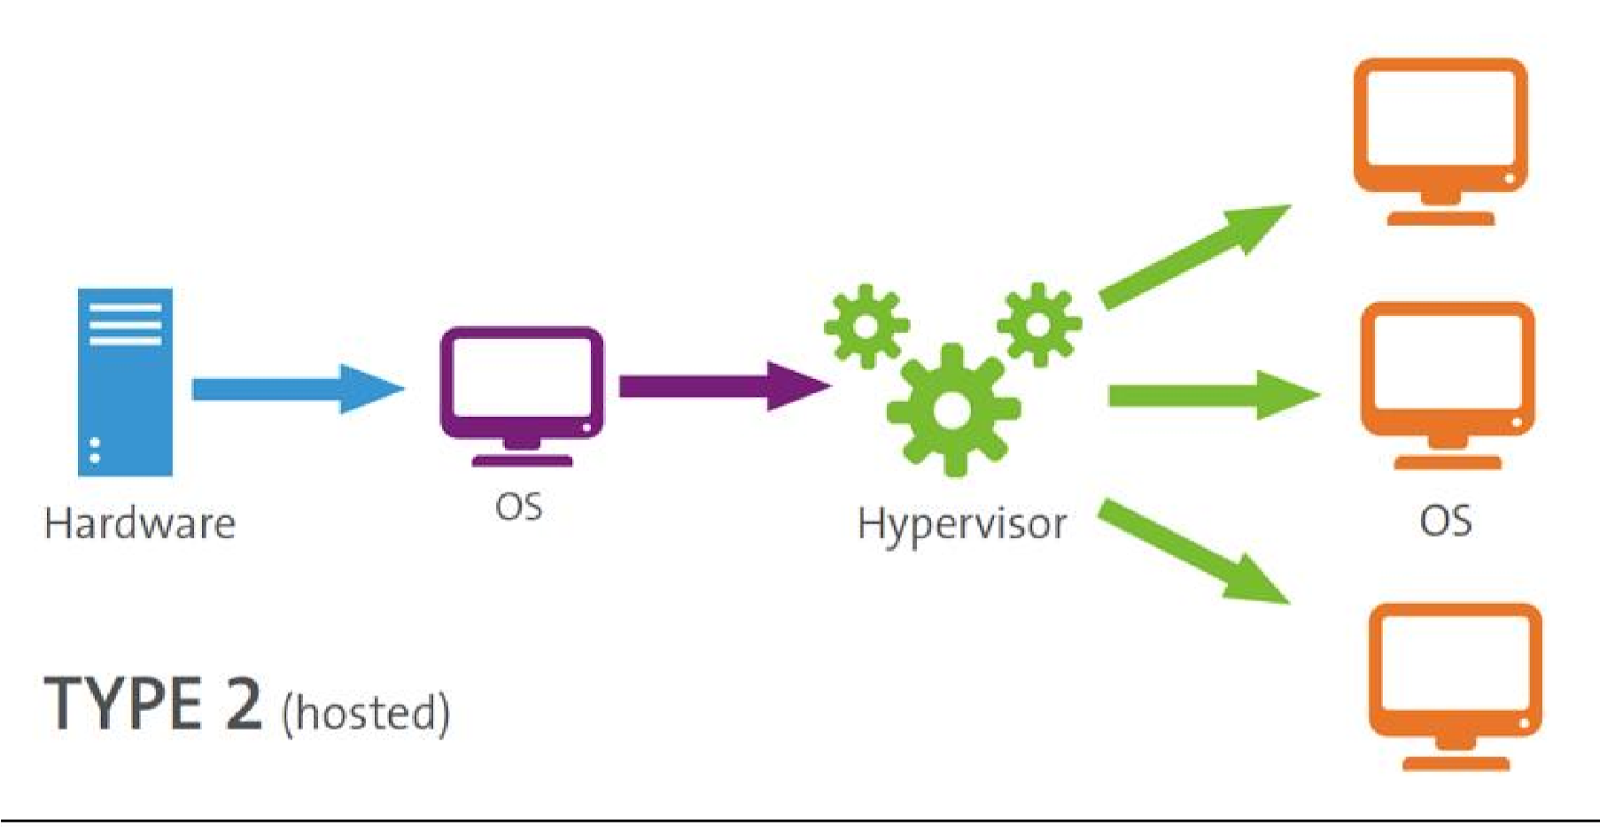 Hardware
OS
Hypervisor
OS
TYPE 2 (hosted)